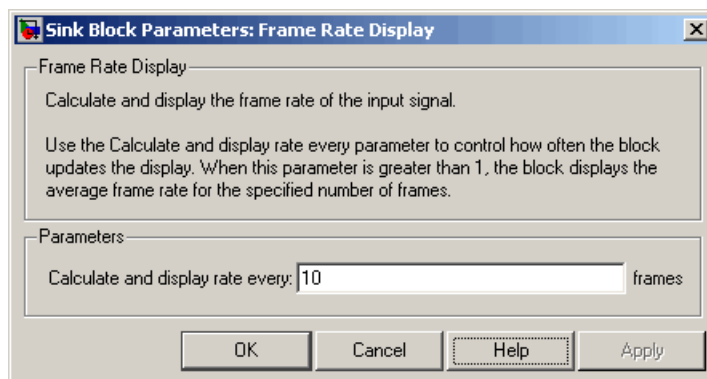 Sink Block Parameters: Frame Rate Display
Frame Rate Display
Calculate and display the frame rate of the input signal.
Use the Calculate and display rate every parameter to control how often the block
updates the display. When this parameter is greater than 1, the block displays the
average frame rate for the specified number of frames.
Parameters
Calculate and display rate every: 10 frames
OK Cancel Help Apply